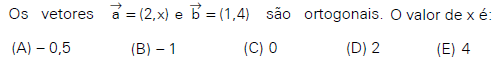 Os vetores a⃗ = (2,x) e b⃗ = (1,4) são ortogonais. O valor de x é:
(A) – 0,5 (B) – 1 (C) 0 (D) 2 (E) 4